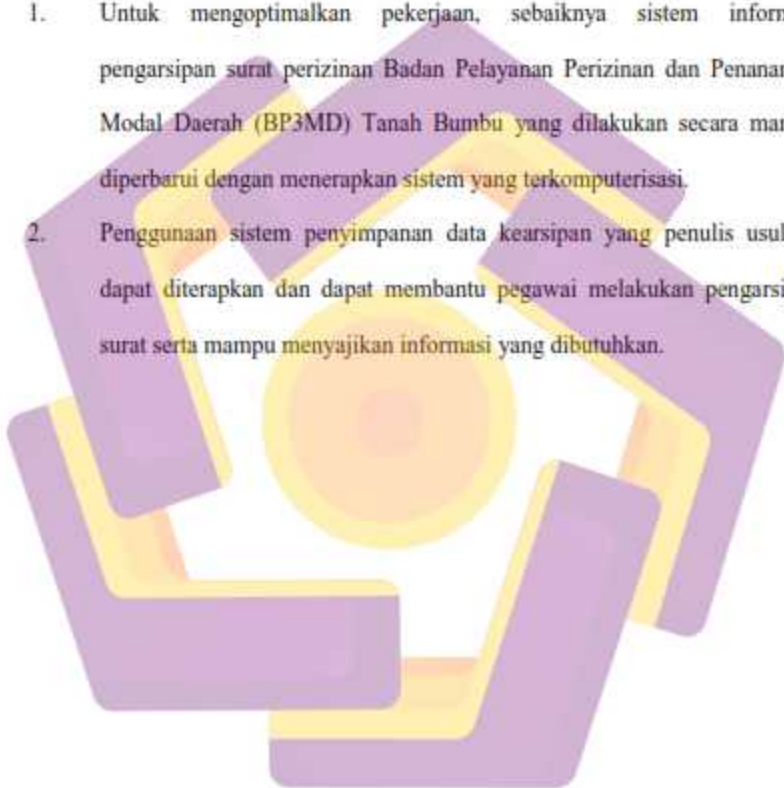 1. Untuk mengoptimalkan pekerjaan, sebaiknya sistem inform
pengarsipan surat perizinan Badan Pelayanan Perizinan dan Penanar
Modal Daerah (BP3MD) Tanah Bumbu yang dilakukan secara mar
diperbarui dengan menerapkan sistem yang terkomputerisasi.
2. Penggunaan sistem penyimpanan data kearsipan yang penulis usul
dapat diterapkan dan dapat membantu pegawai melakukan pengarsi
surat serta mampu menyajikan informasi yang dibutuhkan.